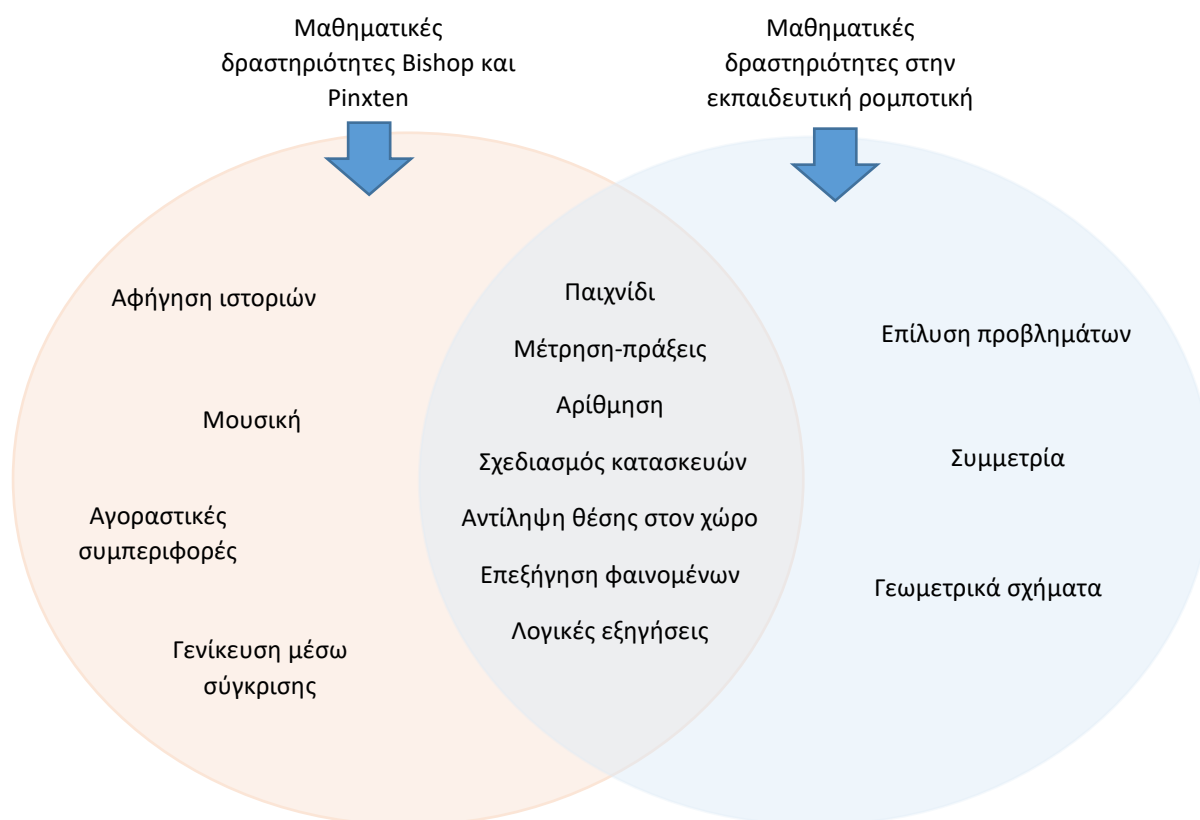 Μαθηματικές
δραστηριότητες Bishop και
Pinxten
Μαθηματικές
δραστηριότητες στην
εκπαιδευτική ρομποτική
Αφήγηση ιστοριών
Μουσική
Αγοραστικές
συμπεριφορές
Γενίκευση μέσω
σύγκρισης
Παιχνίδι
Μέτρηση-πράξεις
Αρίθμηση
Σχεδιασμός κατασκευών
Αντίληψη θέσης στον χώρο
Επεξήγηση φαινομένων
Λογικές εξηγήσεις
Επίλυση προβλημάτων
Συμμετρία
Γεωμετρικά σχήματα